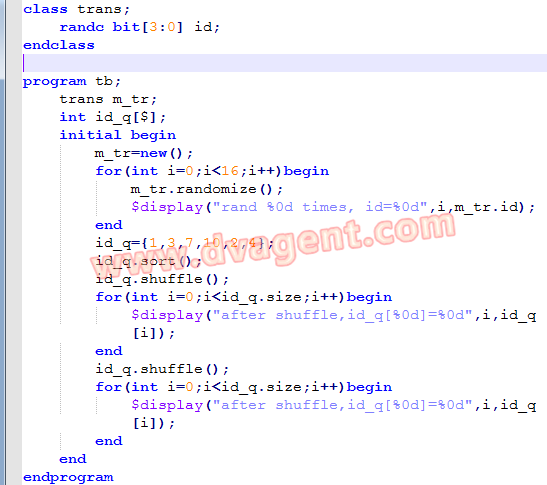 class trans;
    randc bit[3:0] id;
endclass

program tb;
    trans m_tr;
    int id_q[$];
    initial begin
        m_tr=new();
        for(int i=0;i<16;i++)begin
            m_tr.randomize();
            $display("rand %0d times, id=%0d",i,m_tr.id);
        end
        id_q={1,3,7,10,2,4};
        id_q.sort();
        id_q.shuffle();
        for(int i=0;i<id_q.size;i++)begin
            $display("after shuffle,id_q[%0d]=%0d",i,id_q
            [i]);
        end
        id_q.shuffle();
        for(int i=0;i<id_q.size;i++)begin
            $display("after shuffle,id_q[%0d]=%0d",i,id_q
            [i]);
        end
    end
endprogram
www.dvagent.com